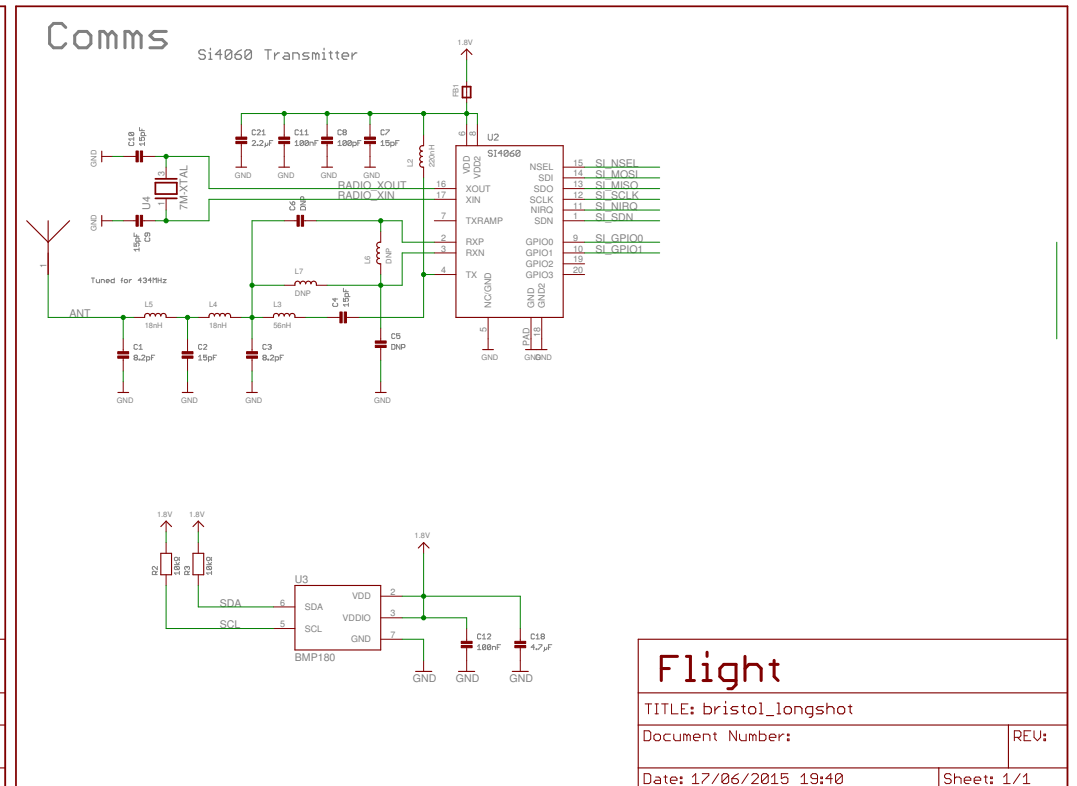 Comms
Si4060 Transmitter
1.8V
FB1
C21
2.2µF
C11
100nF
C8
100pF
C7
15pF
GND
GND
GND
GND
L2
220nH
C10
15pF
GND
U4
7M-XTAL
3
1
GND
15pF
C9
RADIO_XOUT
RADIO_XIN
U2
SI4060
6
8
VDD
VDD2
16
XOUT
17
XIN
7
TXRAMP
2
RXP
3
RXN
4
TX
NC/GND
GND
GND2
5
PAD
18
GND
GND
GND
NSEL
15
SI_NSEL
SDI
14
SI_MOSI
SDO
13
SI_MISO
SCLK
12
SI_SCLK
NIRQ
11
SI_NIRQ
SDN
1
SI_SDN
GPIO0
9
SI_GPIO0
GPIO1
10
SI_GPIO1
GPIO2
19
GPIO3
20
C6
DNP
L6
DNP
L7
DNP
1
Tuned for 434MHz
ANT
L5
18nH
L4
18nH
L3
56nH
C4
15pF
C1
8.2pF
C2
15pF
C3
8.2pF
C5
DNP
GND
GND
GND
GND
1.8V
1.8V
R2
10kΩ
R3
10kΩ
SDA
SCL
U3
6
SDA
5
SCL
VDD
2
VDDIO
3
GND
7
BMP180
1.8V
C12
100nF
C18
4.7µF
GND
GND
GND
Flight
TITLE: bristol_longshot
Document Number:
REV:
Date: 17/06/2015 19:40
Sheet: 1/1